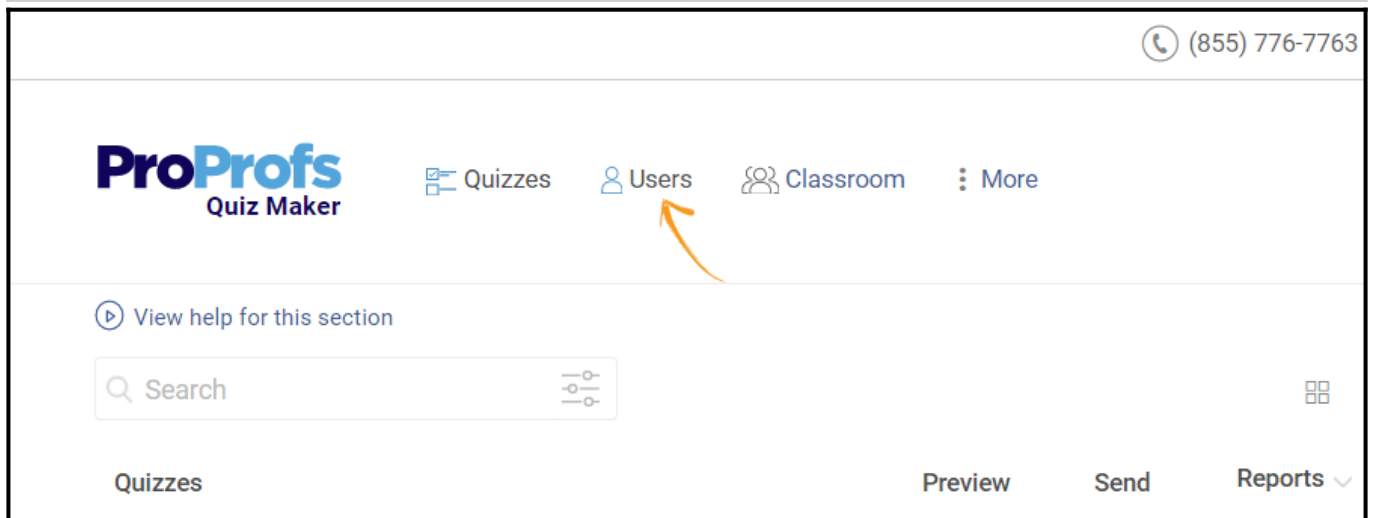 (855) 776-7763
ProProfs
Quiz Maker
Quizzes Users Classroom More
View help for this section
Search
Quizzes Preview Send Reports